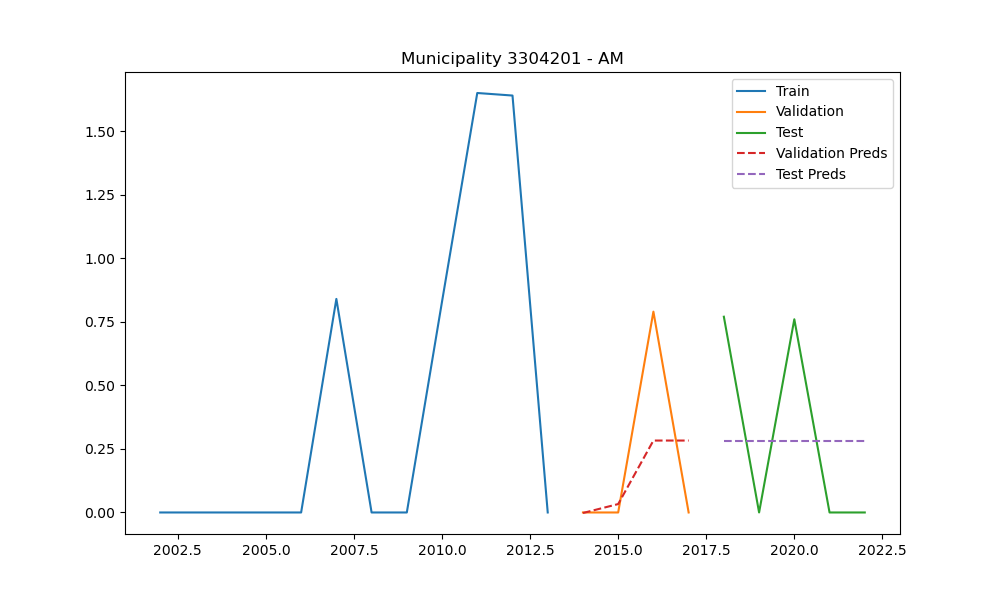 Municipality 3304201 - AM
Train
Validation
Test
Validation Preds
Test Preds
1.50
1.25
1.00
0.75
0.50
0.25
0.00
2002.5 2005.0 2007.5 2010.0 2012.5 2015.0 2017.5 2020.0 2022.5